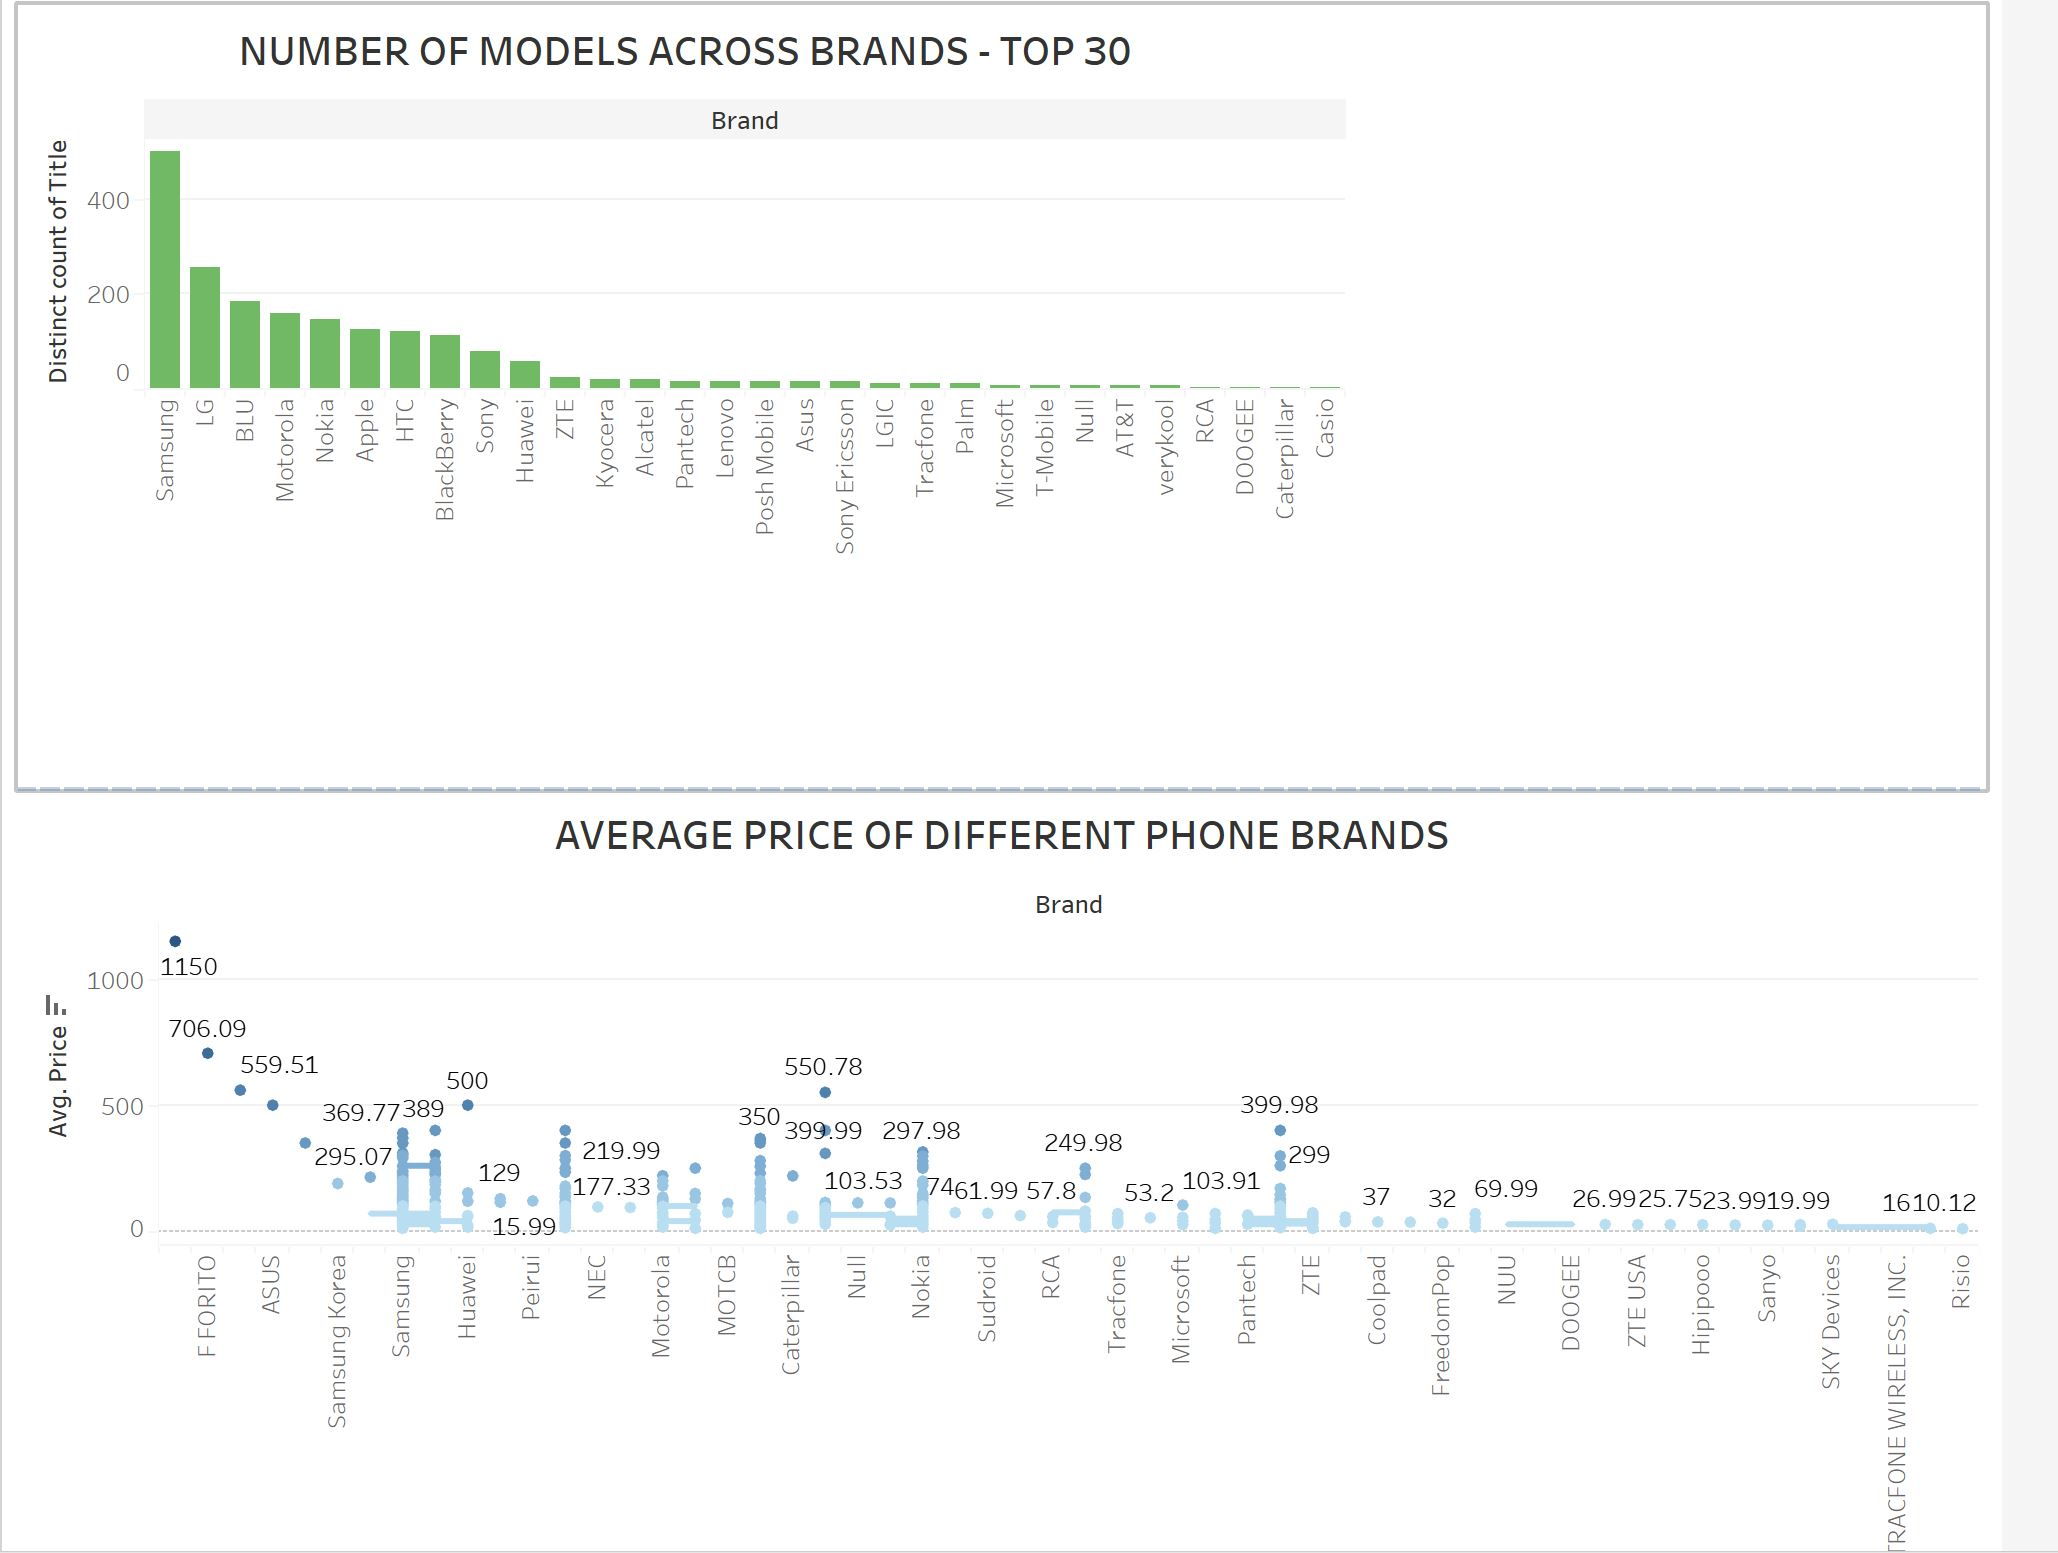 NUMBER OF MODELS ACROSS BRANDS - TOP 30
Brand
Distinct count of Title
400
200
0
Samsung
LG
BLU
Motorola
Nokia
Apple
HTC
BlackBerry
Sony
Huawei
ZTE
Kyocera
Alcatel
Pantech
Lenovo
Posh Mobile
Asus
Sony Ericsson
LGIC
Tracfone
Palm
Microsoft
T-Mobile
Null
AT&T
verykool
RCA
DOOGEE
Caterpillar
Casio
AVERAGE PRICE OF DIFFERENT PHONE BRANDS
Brand
Avg. Price
1000
500
0
1150
706.09
559.51
369.77
389
500
295.07
129
15.99
219.99
177.33
350
550.78
399.99
103.53
297.98
74
61.99
57.8
249.98
53.2
103.91
399.98
299
37
32
69.99
26.99
25.75
23.99
19.99
16
10.12
F FORITO
ASUS
Samsung Korea
Samsung
Huawei
Peirui
NEC
Motorola
MOTCB
Caterpillar
Null
Nokia
Sudroid
RCA
Tracfone
Microsoft
Pantech
ZTE
Coolpad
FreedomPop
NUU
DOOGEE
ZTE USA
Hipipooo
Sanyo
SKY Devices
TRACFONE WIRELESS, INC.
Risio